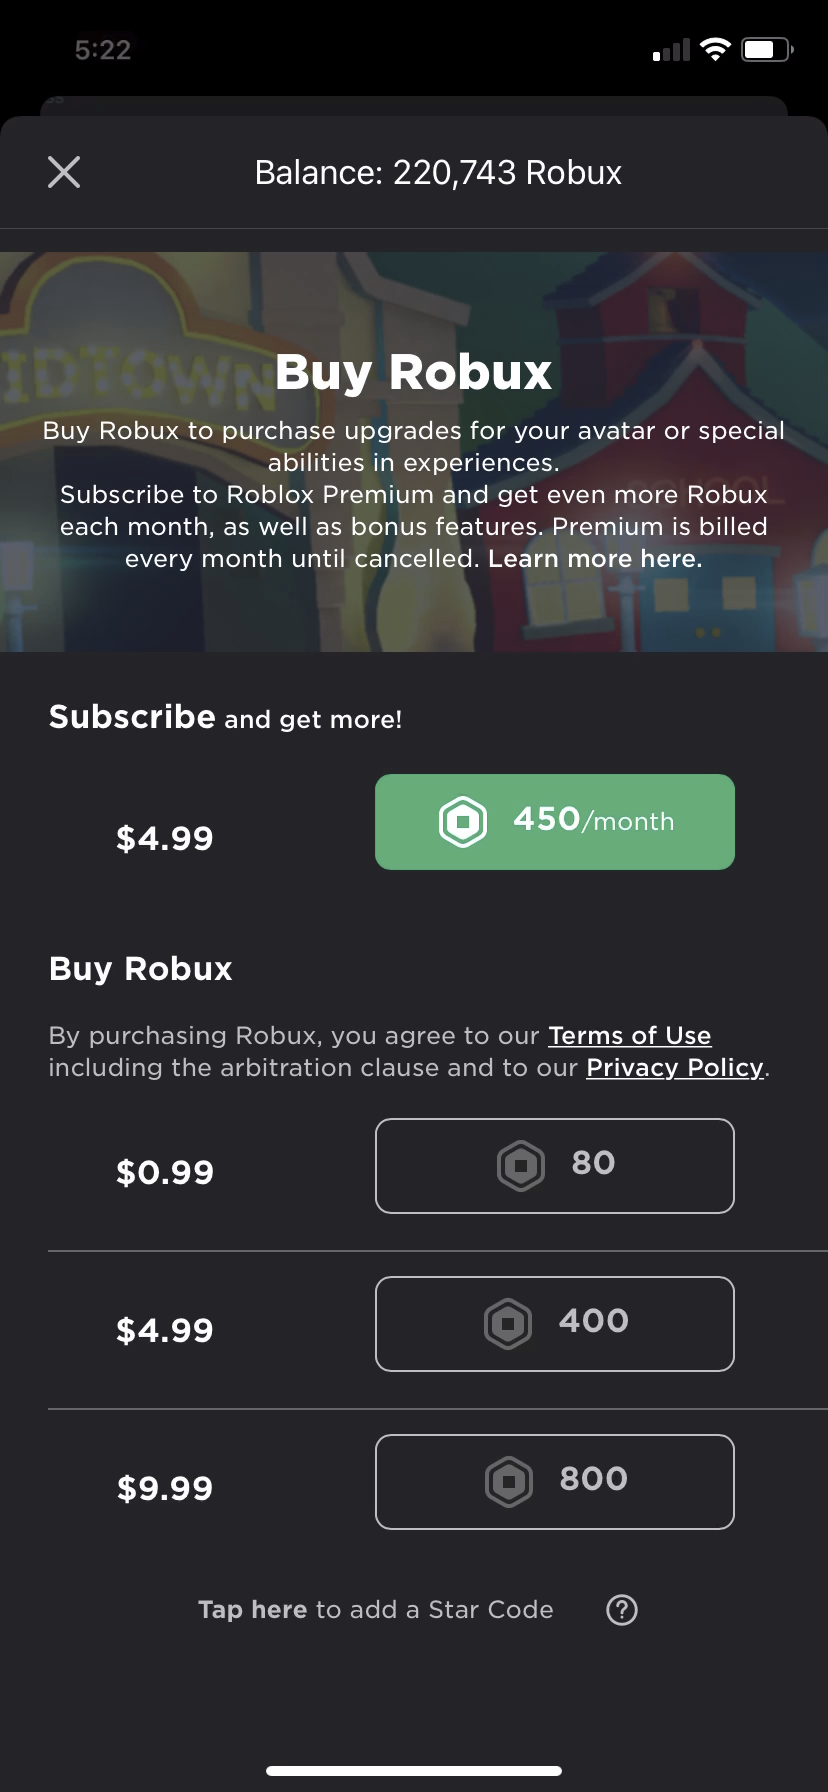 5:22
Balance: 220,743 Robux
IDTOWN
Buy Robux
Buy Robux to purchase upgrades for your avatar or special
abilities in experiences.
Subscribe to Roblox Premium and get even more Robux
SCHOOL
each month, as well as bonus features. Premium is billed
every month until cancelled. Learn more here.
Subscribe and get more!
$4.99 450/month
Buy Robux
By purchasing Robux, you agree to our Terms of Use
including the arbitration clause and to our Privacy Policy.
$0.99 80
$4.99 400
$9.99 800
Tap here to add a Star Code ?